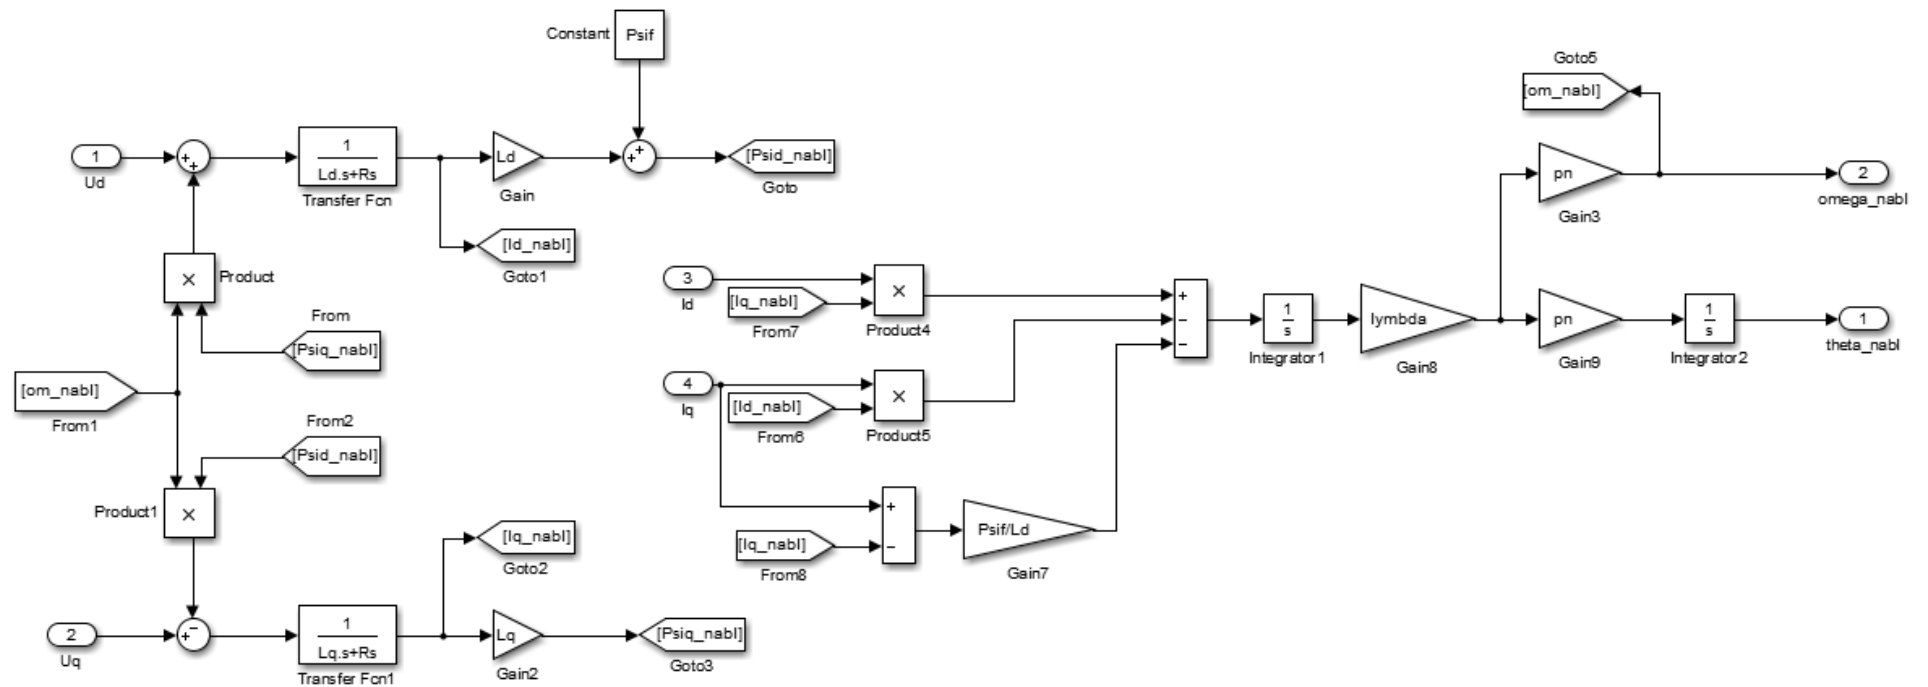 Constant
Psif
Goto5
[om_nabl]
1
Ud
+
+
1
Ld.s+Rs
Transfer Fcn
Ld
Gain
+
+
[Psid_nabl]
Goto
pn
Gain3
2
omega_nabl
×
Product
[Id_nabl]
Goto1
From
[Psiq_nabl]
3
Id
[Iq_nabl]
From7
×
Product4
+
−
−
1
s
Integrator1
lymbda
Gain8
pn
Gain9
1
s
Integrator2
1
theta_nabl
[om_nabl]
From1
4
Iq
[Id_nabl]
From6
×
Product5
From2
[Psid_nabl]
Product1
×
[Iq_nabl]
Goto2
+
−
[Iq_nabl]
From8
Psif/Ld
Gain7
2
Uq
+
−
1
Lq.s+Rs
Transfer Fcn1
Lq
Gain2
[Psiq_nabl]
Goto3